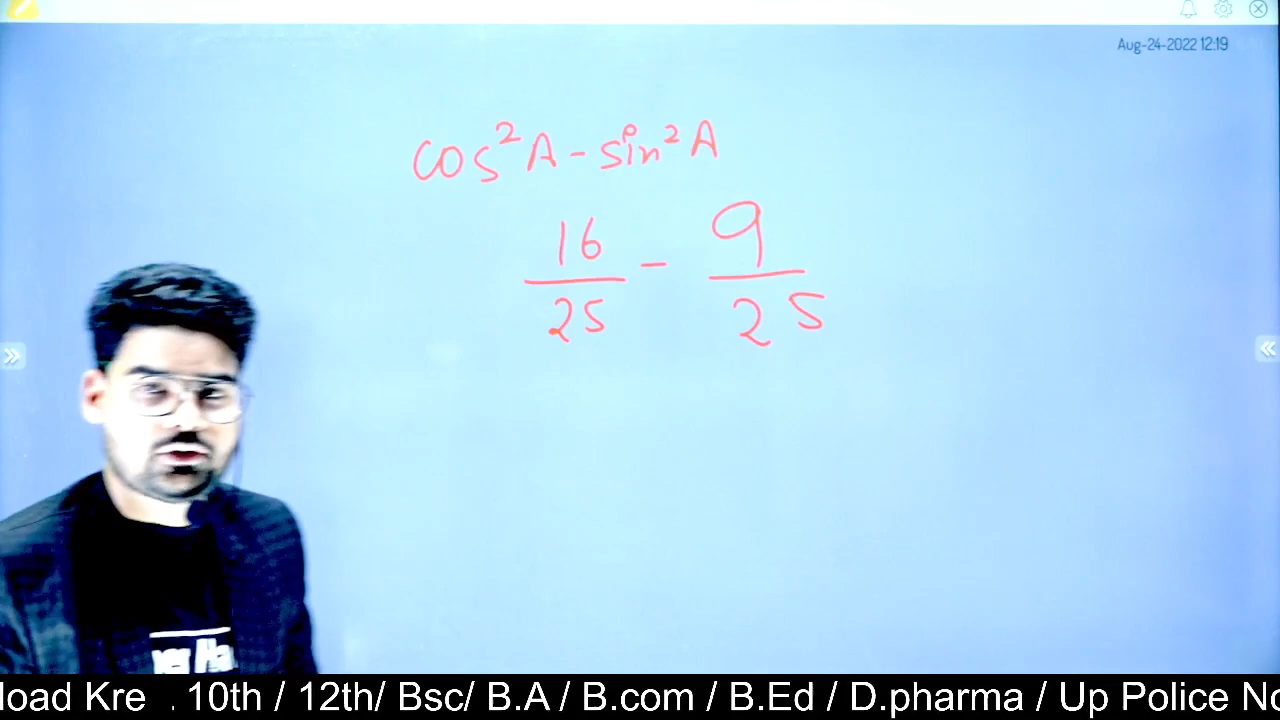 Aug-24-2022 12:19
cos²A - sin²A
16/25 - 9/25
load Kre . 10th / 12th/ Bsc/ B.A / B.com / B.Ed / D.pharma / Up Police No